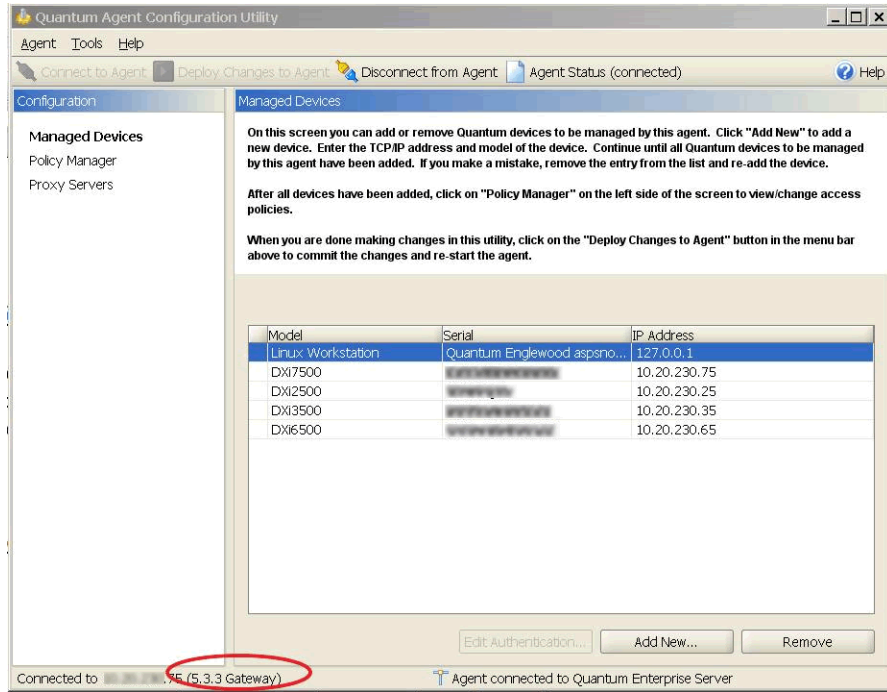 Quantum Agent Configuration Utility
Agent Tools Help
Connect to Agent Deploy Changes to Agent Disconnect from Agent Agent Status (connected) Help
Configuration
Managed Devices
Policy Manager
Proxy Servers
Managed Devices
On this screen you can add or remove Quantum devices to be managed by this agent. Click "Add New" to add a
new device. Enter the TCP/IP address and model of the device. Continue until all Quantum devices to be managed
by this agent have been added. If you make a mistake, remove the entry from the list and re-add the device.
After all devices have been added, click on "Policy Manager" on the left side of the screen to view/change access
policies.
When you are done making changes in this utility, click on the "Deploy Changes to Agent" button in the menu bar
above to commit the changes and re-start the agent.
Model Serial IP Address
Linux Workstation Quantum Englewood aspsno... 127.0.0.1
DXi7500 10.20.230.75
DXi2500 10.20.230.25
DXi3500 10.20.230.35
DXi6500 10.20.230.65
Edit Authentication... Add New... Remove
Connected to .75 (5.3.3 Gateway) Agent connected to Quantum Enterprise Server